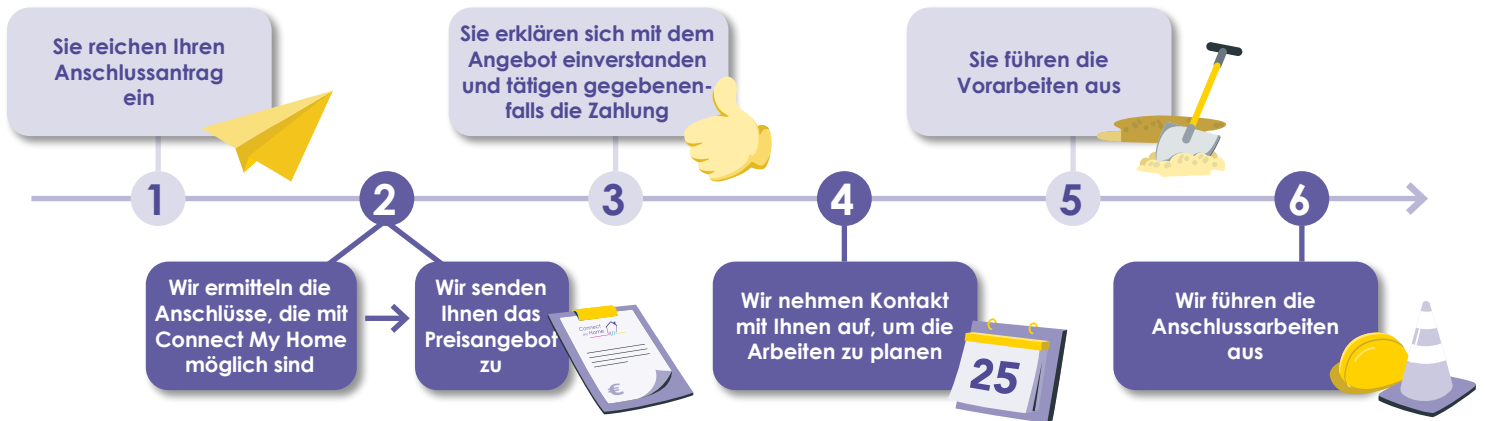 Sie reichen Ihren
Anschlussantrag
ein
Sie erklären sich mit dem
Angebot einverstanden
und tätigen gegebenen-
falls die Zahlung
Sie führen die
Vorarbeiten aus
1
2
3
4
5
6
Wir ermitteln die
Anschlüsse, die mit
Connect My Home
möglich sind
Wir senden
Ihnen das
Preisangebot
zu
Connect
my Home
€
Wir nehmen Kontakt
mit Ihnen auf, um die
Arbeiten zu planen
25
Wir führen die
Anschlussarbeiten
aus